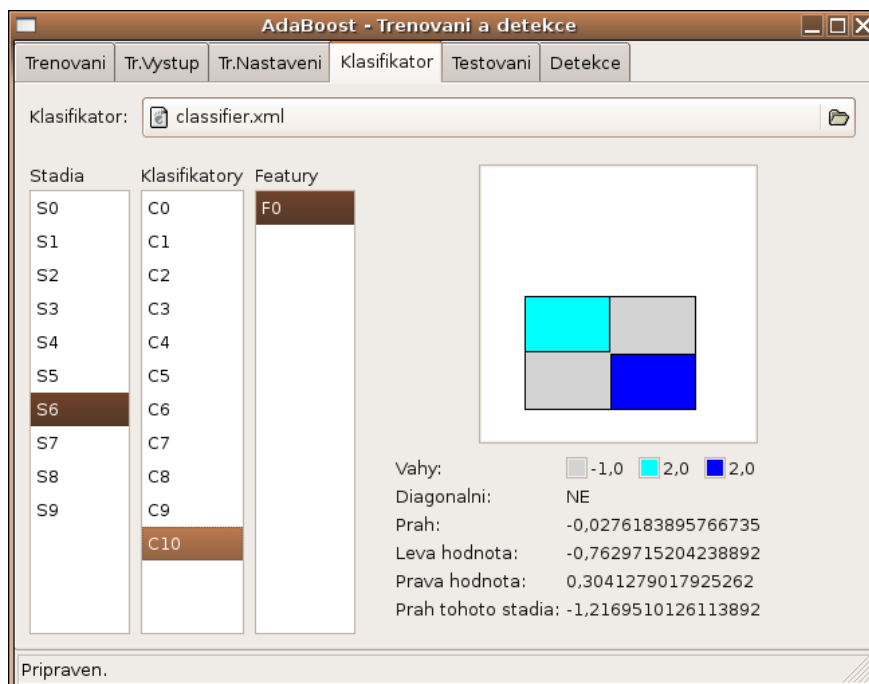 AdaBoost - Trenovani a detekce
Trenovani Tr.Vystup Tr.Nastaveni Klasifikator Testovani Detekce
Klasifikator: classifier.xml
Stadia Klasifikatory Featury
S0 C0 F0
S1 C1
S2 C2
S3 C3
S4 C4
S5 C5
S6 C6
S7 C7
S8 C8
S9 C9
C10
Vahy: -1,0 2,0 2,0
Diagonalni: NE
Prah: -0,0276183895766735
Leva hodnota: -0,7629715204238892
Prava hodnota: 0,3041279017925262
Prah tohoto stadia: -1,2169510126113892
Pripraven.